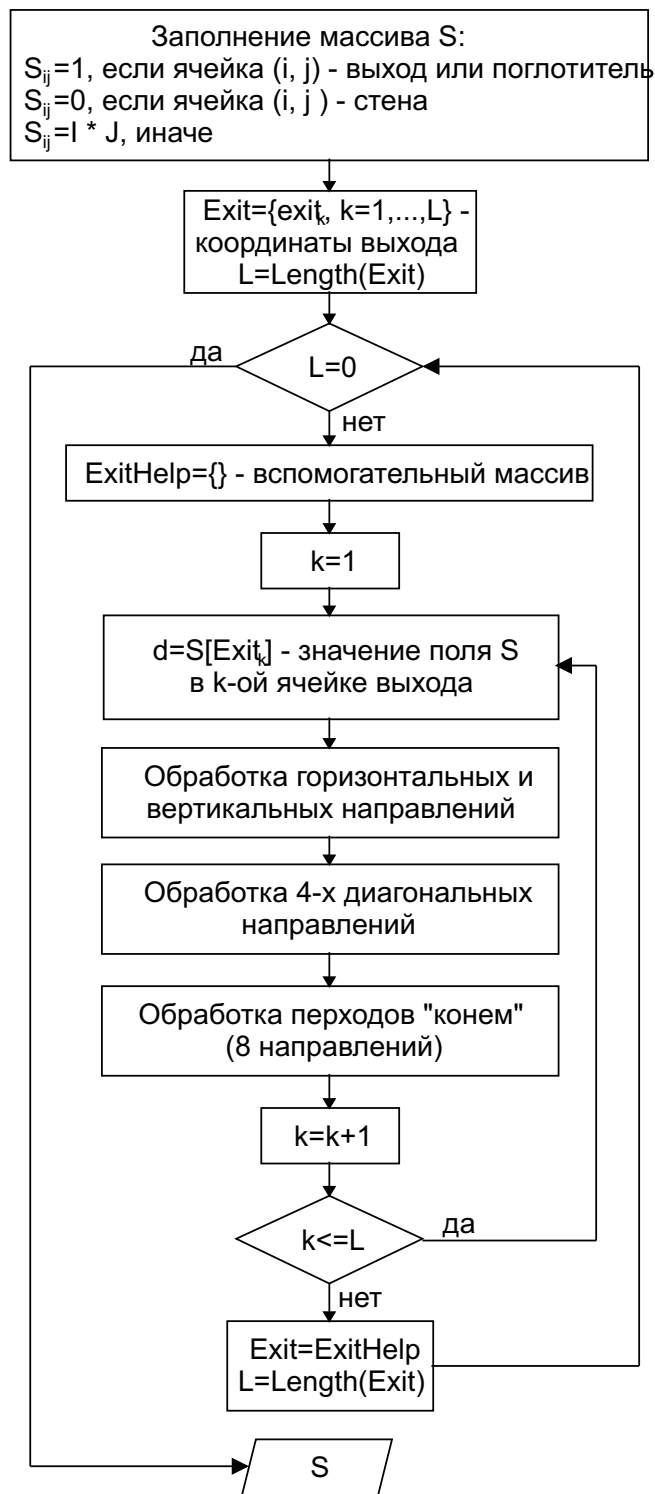 Заполнение массива S:
Sij=1, если ячейка (i, j) - выход или поглотитель
Sij=0, если ячейка (i, j ) - стена
Sij=I * J, иначе
Exit={exitk, k=1,...,L} -
координаты выхода
L=Length(Exit)
да
L=0
нет
ExitHelp={} - вспомогательный массив
k=1
d=S[Exitk] - значение поля S
в k-ой ячейке выхода
Обработка горизонтальных и
вертикальных направлений
Обработка 4-х диагональных
направлений
Обработка перходов "конем"
(8 направлений)
k=k+1
k<=L
да
нет
Exit=ExitHelp
L=Length(Exit)
S